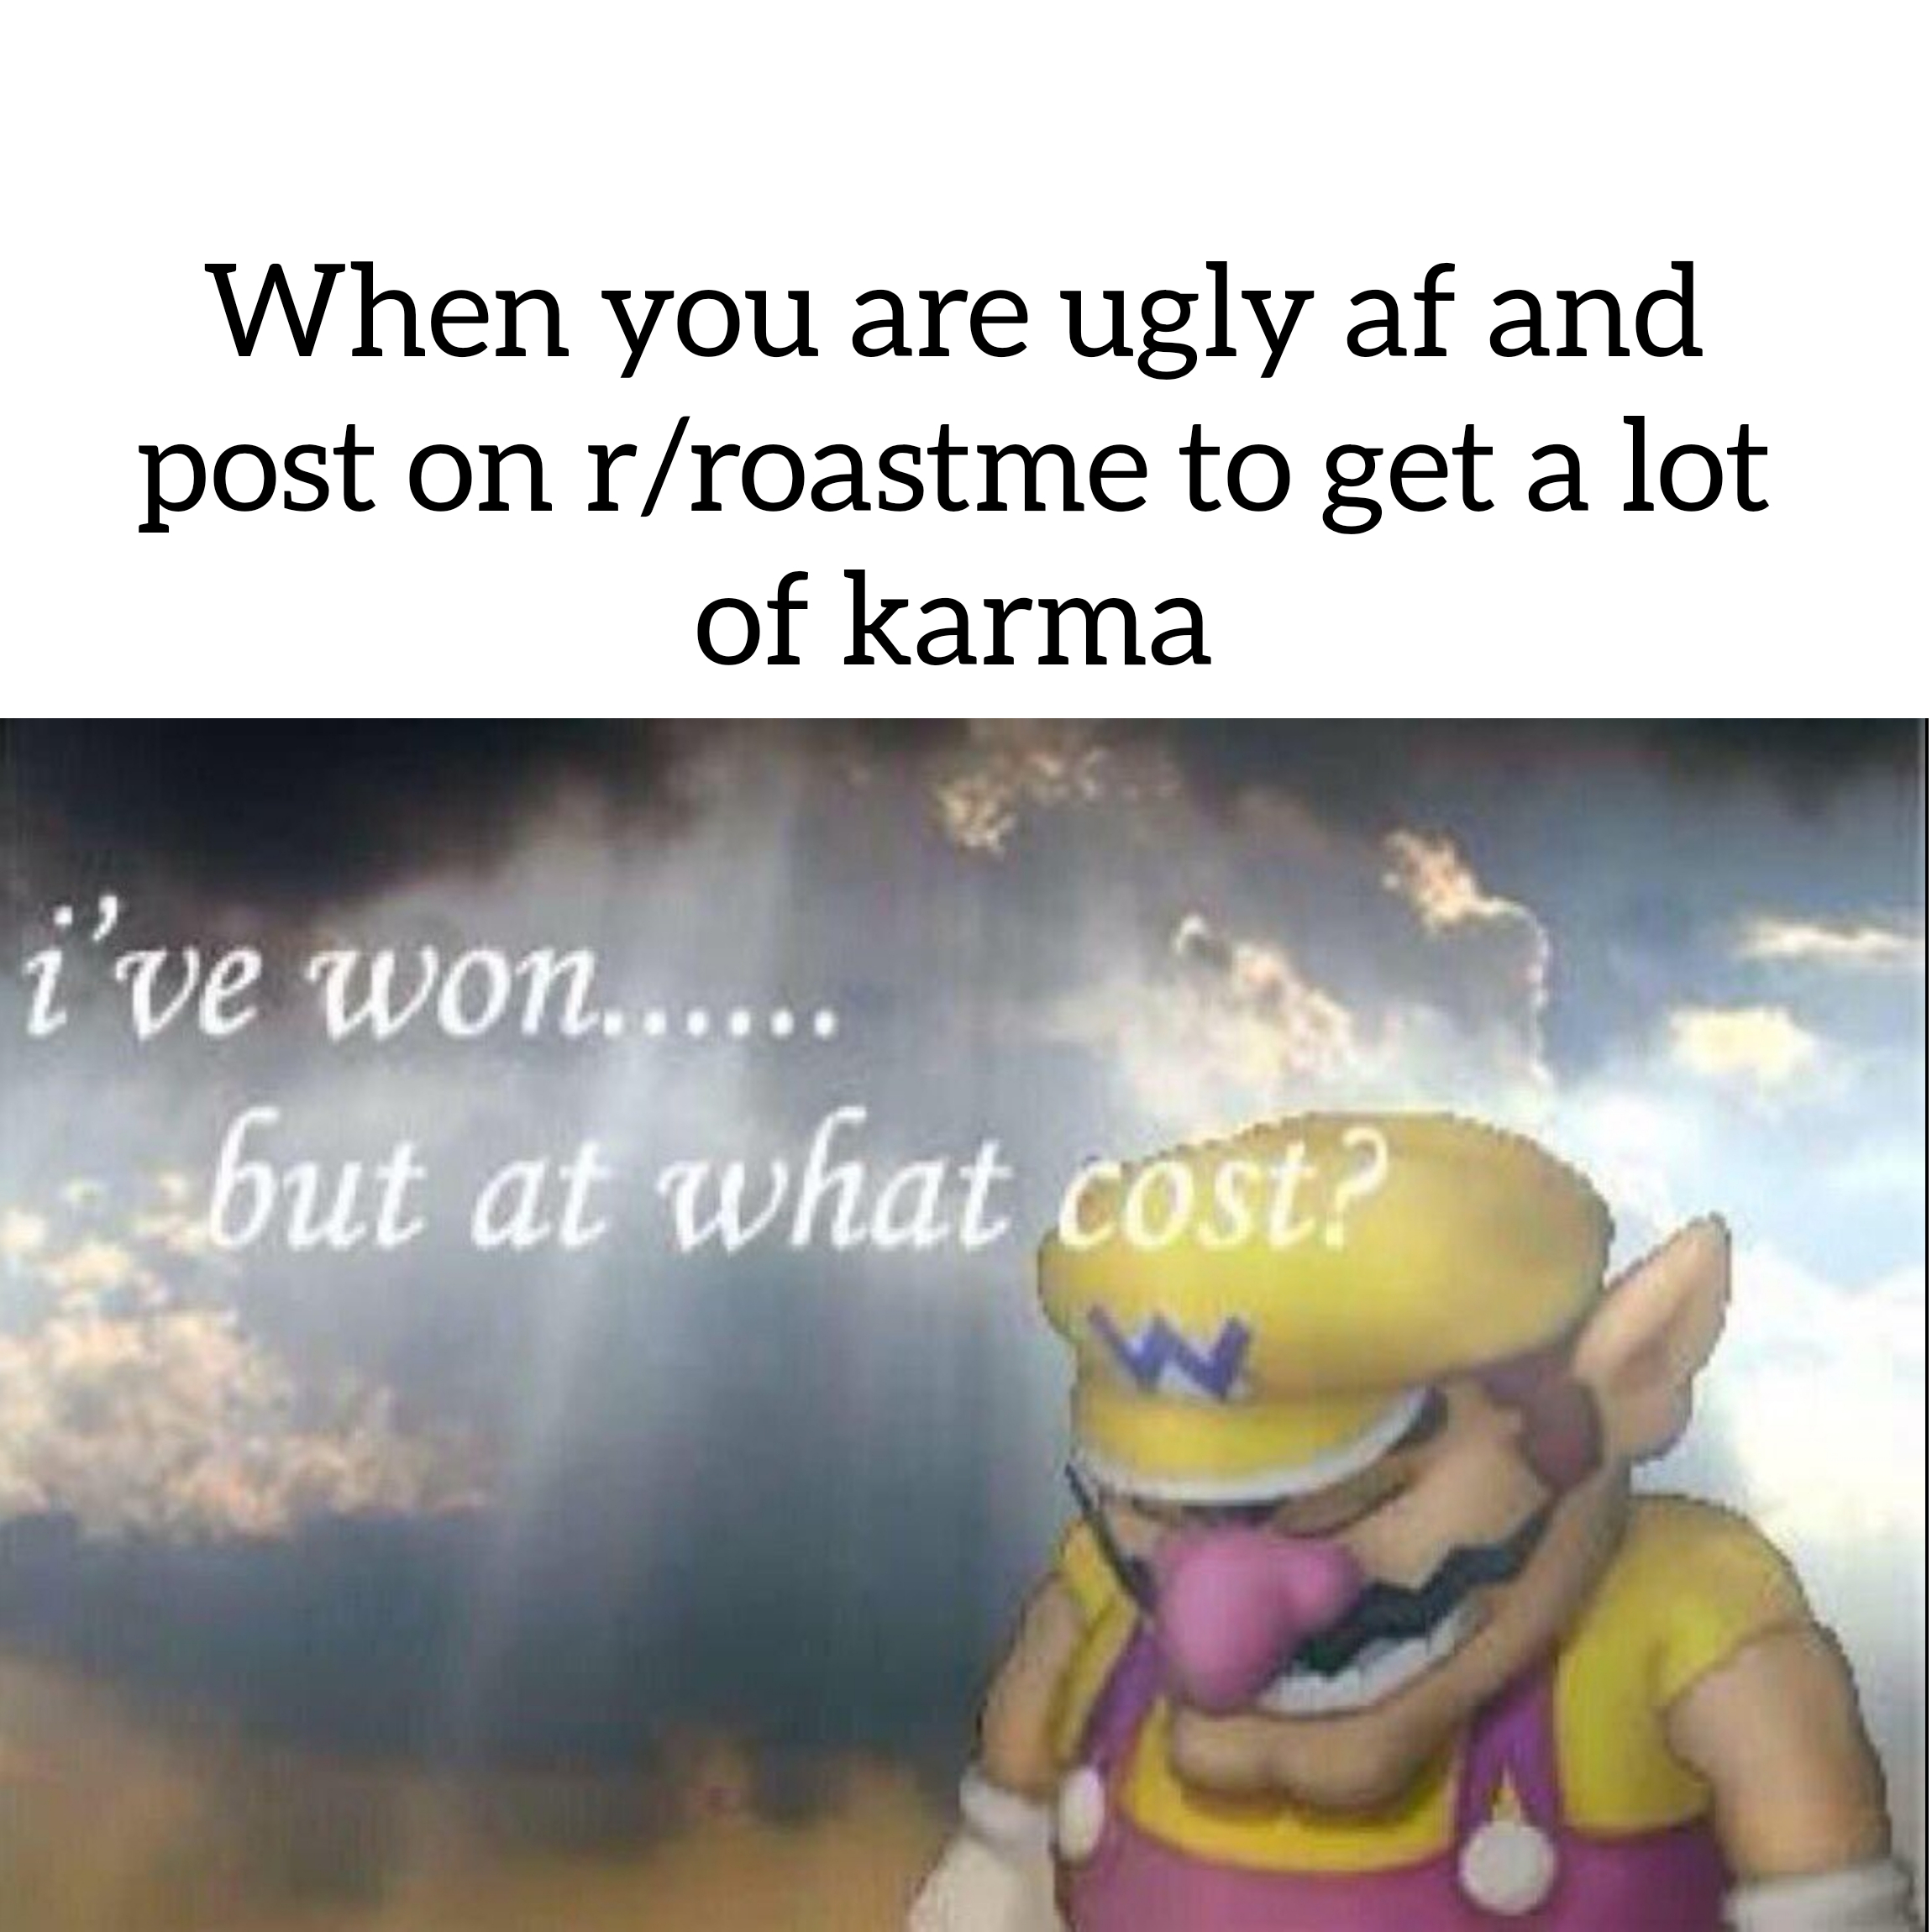 When you are ugly af and
post on r/roastme to get a lot
of karma
i've won......
but at what cost?
W